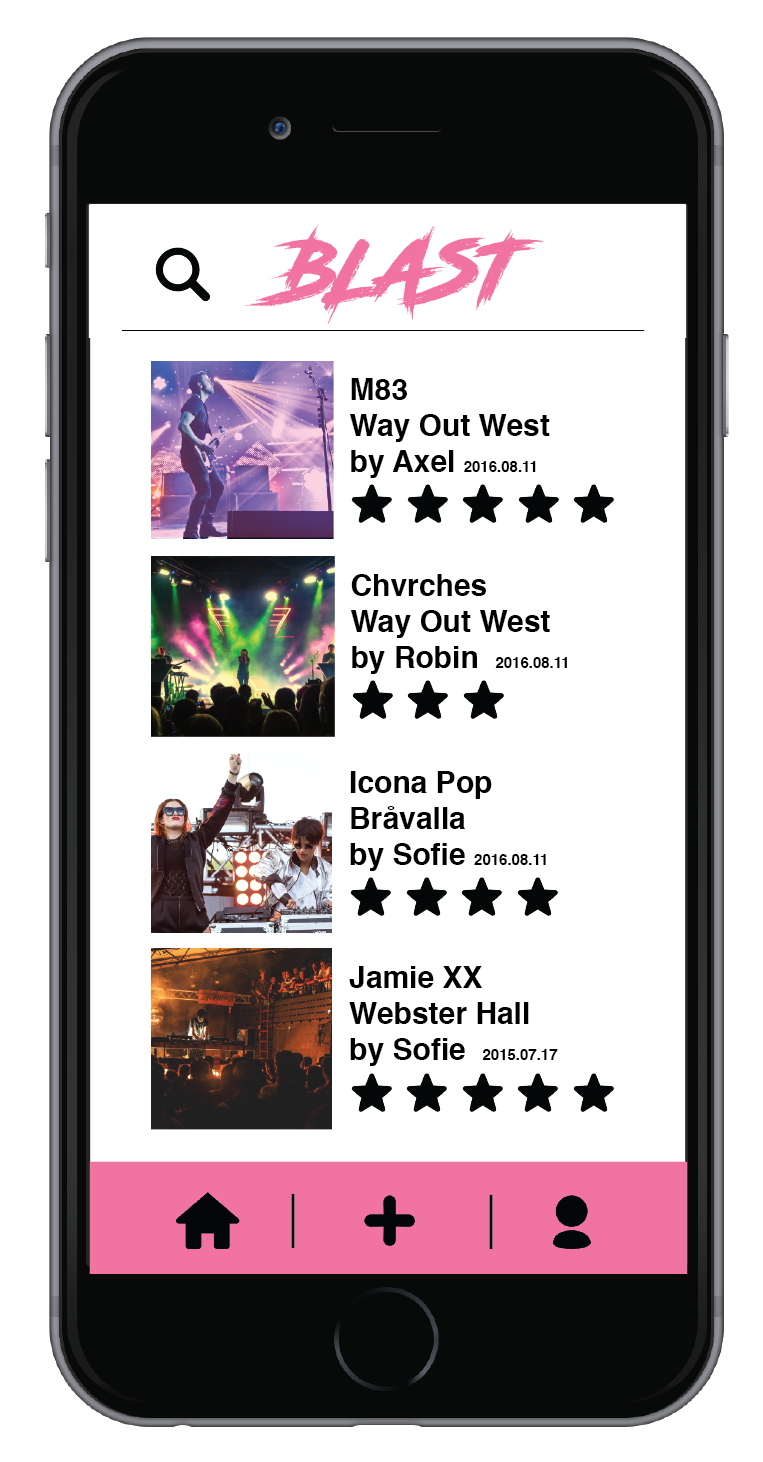 BLAST
M83
Way Out West
by Axel 2016.08.11
Chvrches
Way Out West
by Robin 2016.08.11
Icona Pop
Bråvalla
by Sofie 2016.08.11
Jamie XX
Webster Hall
by Sofie 2015.07.17